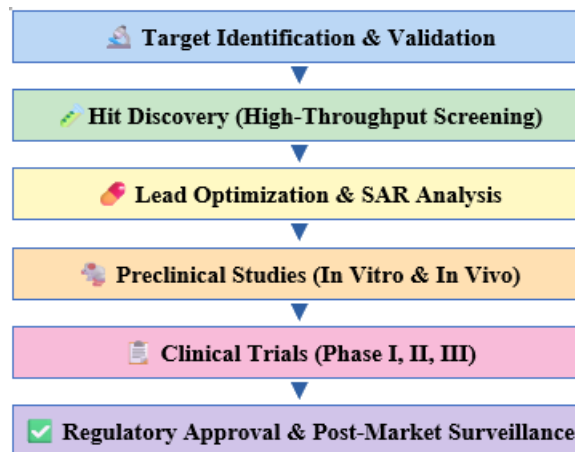 Target Identification & Validation
Hit Discovery (High-Throughput Screening)
Lead Optimization & SAR Analysis
Preclinical Studies (In Vitro & In Vivo)
Clinical Trials (Phase I, II, III)
Regulatory Approval & Post-Market Surveillance